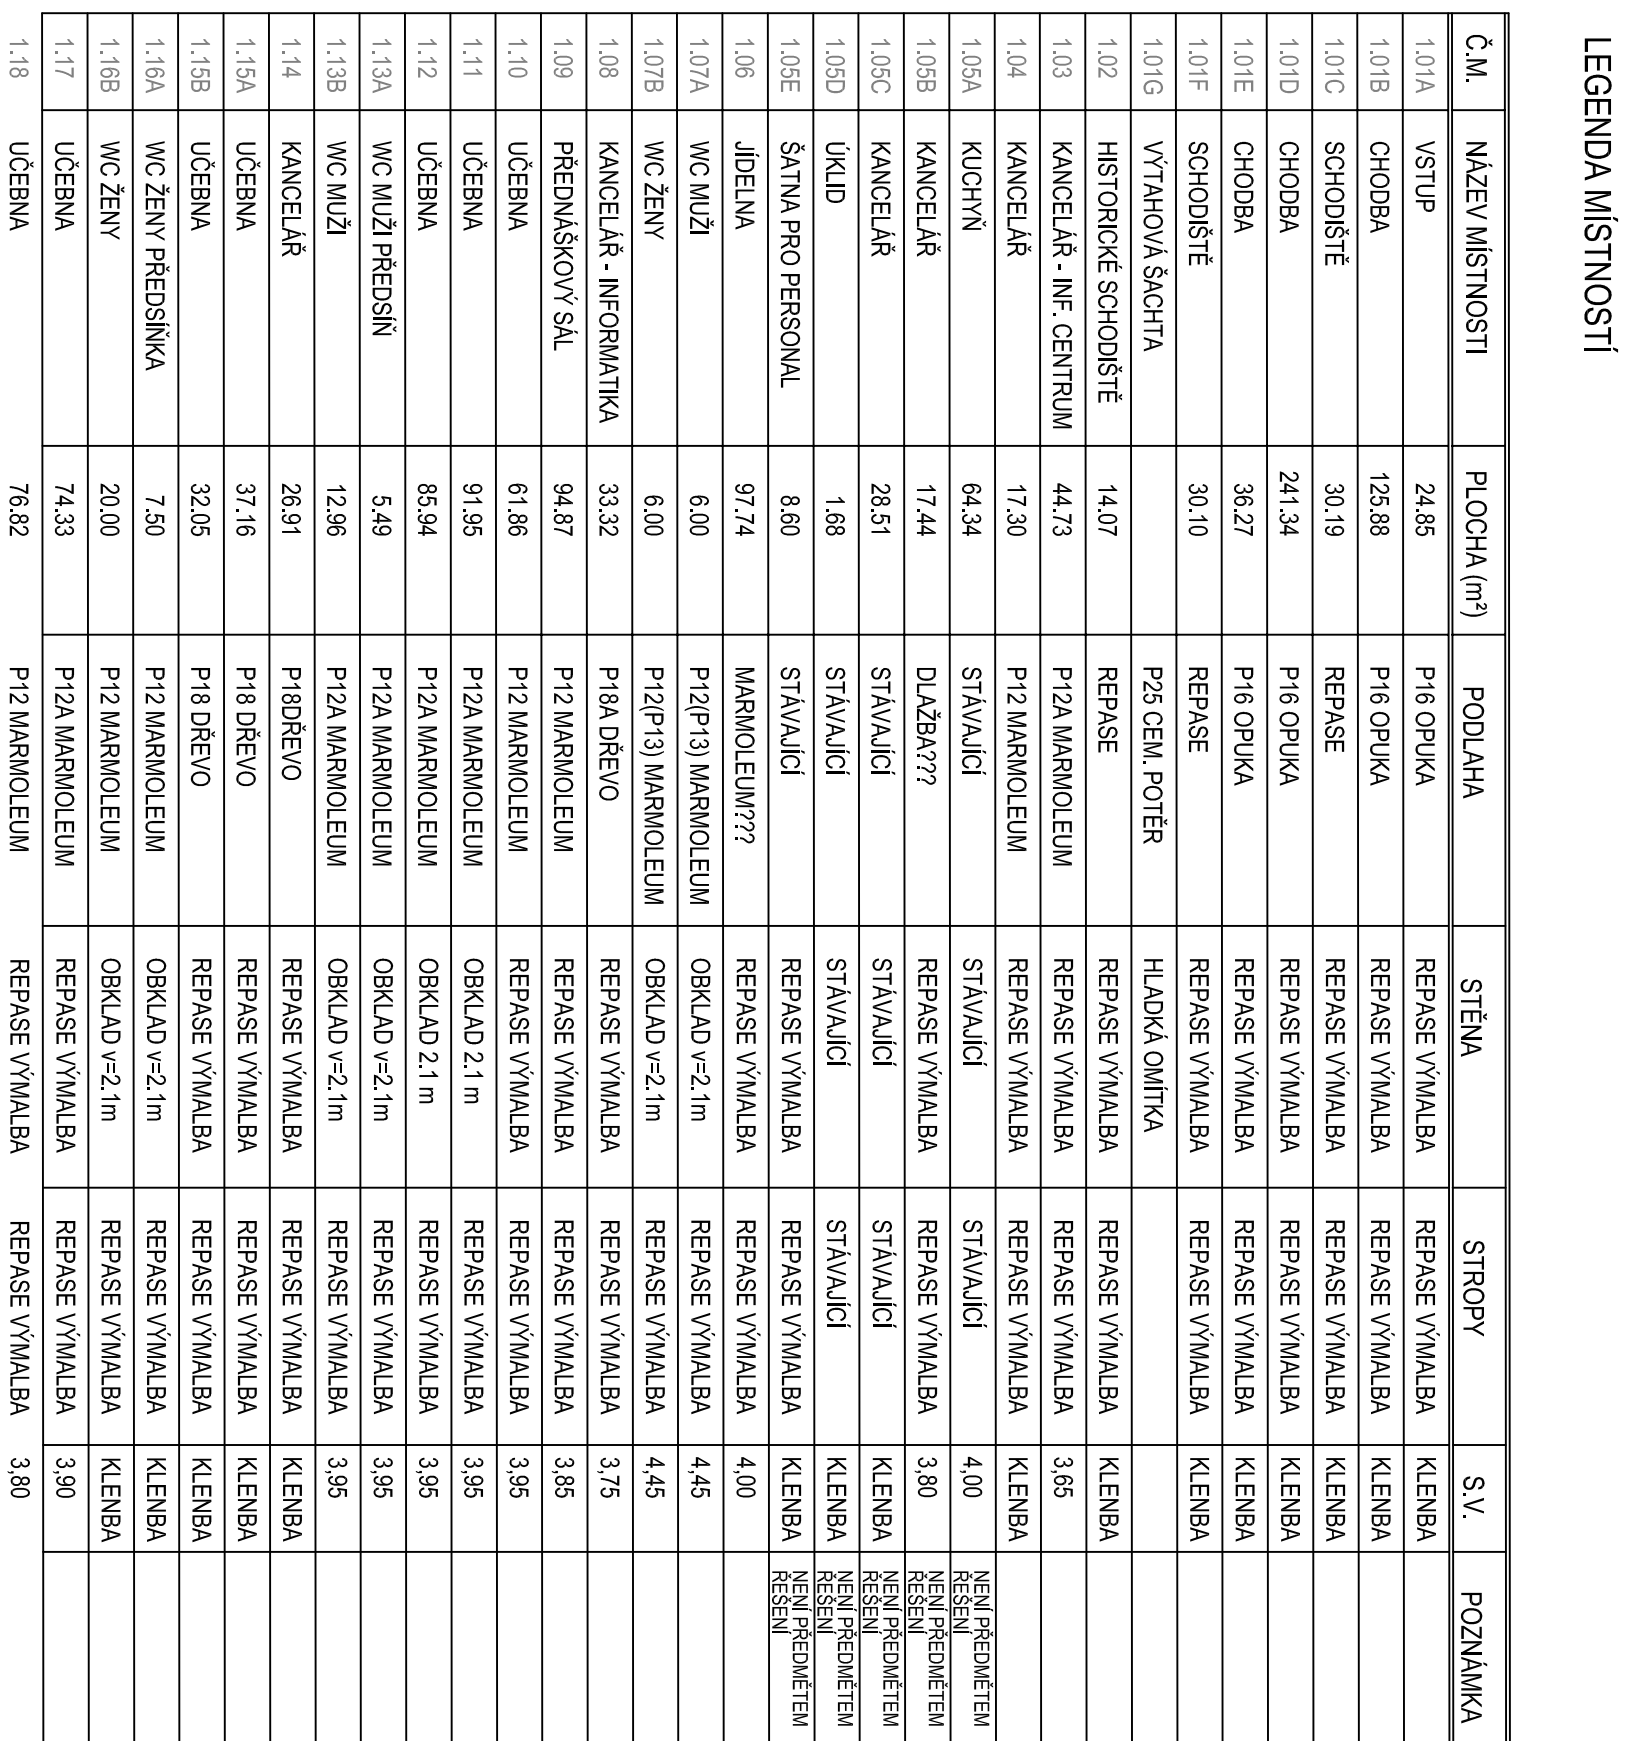 LEGENDA MÍSTNOSTÍ
Č.M. NÁZEV MÍSTNOSTI PLOCHA (m²) PODLAHA STĚNA STROPY S.V. POZNÁMKA
1.01A VSTUP 24.85 P16 OPUKA REPASE VÝMALBA REPASE VÝMALBA KLENBA
1.01B CHODBA 125.88 P16 OPUKA REPASE VÝMALBA REPASE VÝMALBA KLENBA
1.01C SCHODIŠTĚ 30.19 REPASE REPASE VÝMALBA REPASE VÝMALBA KLENBA
1.01D CHODBA 241.34 P16 OPUKA REPASE VÝMALBA REPASE VÝMALBA KLENBA
1.01E CHODBA 36.27 P16 OPUKA REPASE VÝMALBA REPASE VÝMALBA KLENBA
1.01F SCHODIŠTĚ 30.10 REPASE REPASE VÝMALBA REPASE VÝMALBA KLENBA
1.01G VÝTAHOVÁ ŠACHTA P25 CEM. POTĚR HLADKÁ OMÍTKA
1.02 HISTORICKÉ SCHODIŠTĚ 14.07 REPASE REPASE VÝMALBA REPASE VÝMALBA KLENBA
1.03 KANCELÁŘ - INF. CENTRUM 44.73 P12A MARMOLEUM REPASE VÝMALBA REPASE VÝMALBA 3,65
1.04 KANCELÁŘ 17.30 P12 MARMOLEUM REPASE VÝMALBA REPASE VÝMALBA KLENBA
1.05A KUCHYŇ 64.34 STÁVAJÍCÍ STÁVAJÍCÍ STÁVAJÍCÍ 4,00 NENÍ PŘEDMĚTEM
ŘEŠENÍ
1.05B KANCELÁŘ 17.44 DLAŽBA??? REPASE VÝMALBA REPASE VÝMALBA 3,80 NENÍ PŘEDMĚTEM
ŘEŠENÍ
1.05C KANCELÁŘ 28.51 STÁVAJÍCÍ STÁVAJÍCÍ STÁVAJÍCÍ KLENBA NENÍ PŘEDMĚTEM
ŘEŠENÍ
1.05D ÚKLID 1.68 STÁVAJÍCÍ STÁVAJÍCÍ STÁVAJÍCÍ KLENBA NENÍ PŘEDMĚTEM
ŘEŠENÍ
1.05E ŠATNA PRO PERSONAL 8.60 STÁVAJÍCÍ REPASE VÝMALBA REPASE VÝMALBA KLENBA NENÍ PŘEDMĚTEM
ŘEŠENÍ
1.06 JÍDELNA 97.74 MARMOLEUM??? REPASE VÝMALBA REPASE VÝMALBA 4,00
1.07A WC MUŽI 6.00 P12(P13) MARMOLEUM OBKLAD v=2.1m REPASE VÝMALBA 4,45
1.07B WC ŽENY 6.00 P12(P13) MARMOLEUM OBKLAD v=2.1m REPASE VÝMALBA 4,45
1.08 KANCELÁŘ - INFORMATIKA 33.32 P18A DŘEVO REPASE VÝMALBA REPASE VÝMALBA 3,75
1.09 PŘEDNÁŠKOVÝ SÁL 94.87 P12 MARMOLEUM REPASE VÝMALBA REPASE VÝMALBA 3,85
1.10 UČEBNA 61.86 P12 MARMOLEUM REPASE VÝMALBA REPASE VÝMALBA 3,95
1.11 UČEBNA 91.95 P12A MARMOLEUM OBKLAD 2.1 m REPASE VÝMALBA 3,95
1.12 UČEBNA 85.94 P12A MARMOLEUM OBKLAD 2.1 m REPASE VÝMALBA 3,95
1.13A WC MUŽI PŘEDSÍŇ 5.49 P12A MARMOLEUM OBKLAD v=2.1m REPASE VÝMALBA 3,95
1.13B WC MUŽI 12.96 P12A MARMOLEUM OBKLAD v=2.1m REPASE VÝMALBA 3,95
1.14 KANCELÁŘ 26.91 P18DŘEVO REPASE VÝMALBA REPASE VÝMALBA KLENBA
1.15A UČEBNA 37.16 P18 DŘEVO REPASE VÝMALBA REPASE VÝMALBA KLENBA
1.15B UČEBNA 32.05 P18 DŘEVO REPASE VÝMALBA REPASE VÝMALBA KLENBA
1.16A WC ŽENY PŘEDSÍŇKA 7.50 P12 MARMOLEUM OBKLAD v=2.1m REPASE VÝMALBA KLENBA
1.16B WC ŽENY 20.00 P12 MARMOLEUM OBKLAD v=2.1m REPASE VÝMALBA KLENBA
1.17 UČEBNA 74.33 P12A MARMOLEUM REPASE VÝMALBA REPASE VÝMALBA 3,90
1.18 UČEBNA 76.82 P12 MARMOLEUM REPASE VÝMALBA REPASE VÝMALBA 3,80